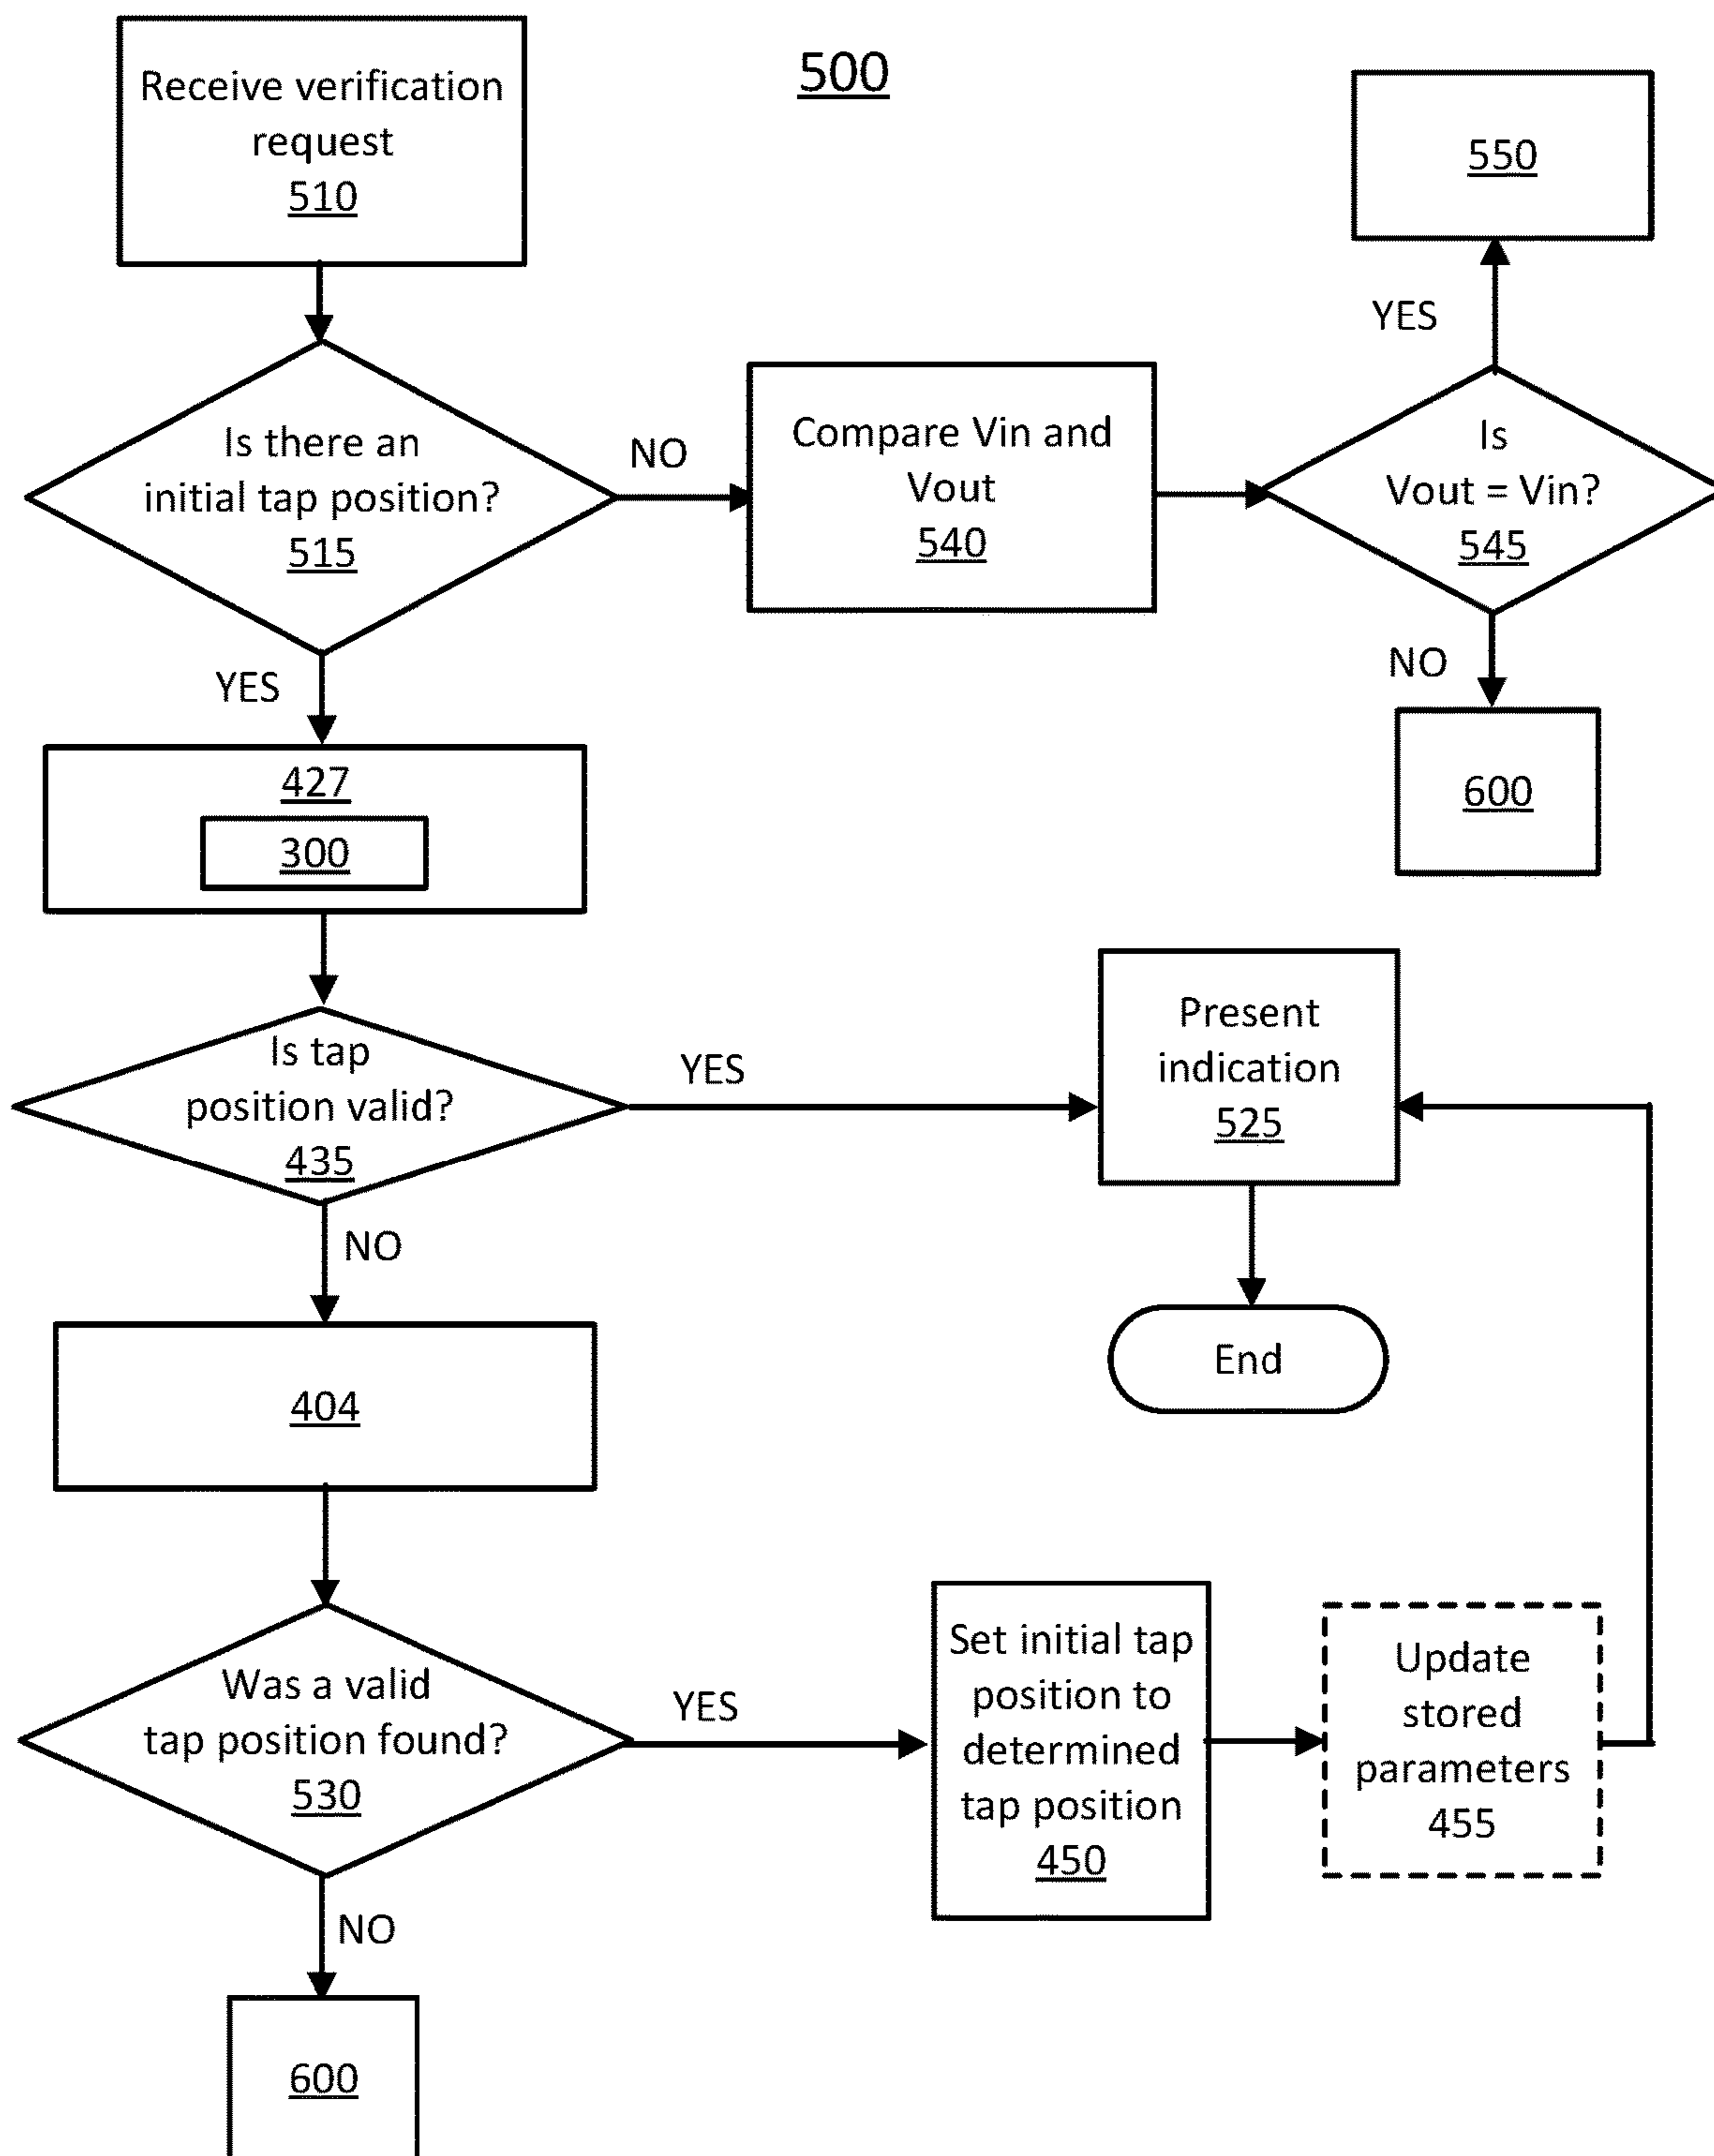 500
Receive verification
request
510
550
YES
Is there an
initial tap position?
515
NO
Compare Vin and
Vout
540
Is
Vout = Vin?
545
NO
600
YES
427
300
Is tap
position valid?
435
YES
Present
indication
525
NO
End
404
Was a valid
tap position found?
530
YES
Set initial tap
position to
determined
tap position
450
Update
stored
parameters
455
NO
600